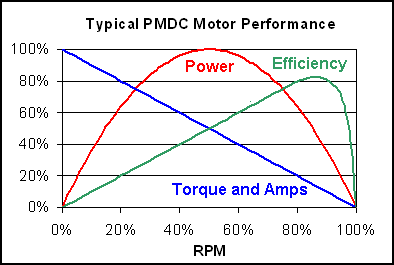 Typical PMDC Motor Performance
100%
80%
60%
40%
20%
0%
Power
Efficiency
Torque and Amps
0% 20% 40% 60% 80% 100%
RPM